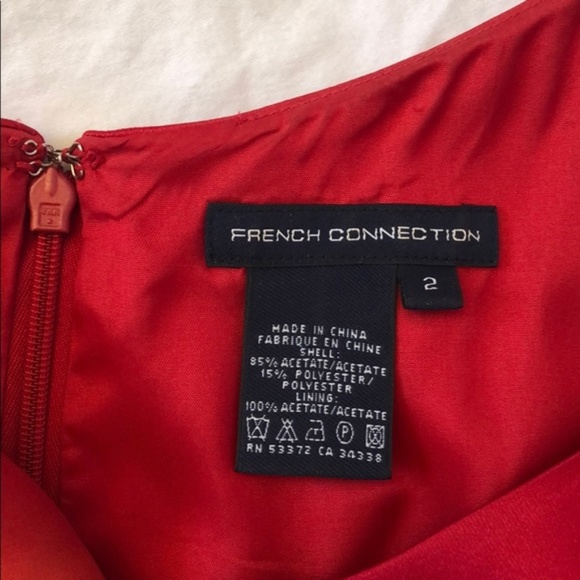 FRENCH CONNECTION
2
MADE IN CHINA
FABRIQUE EN CHINE
SHELL:
85% ACETATE/ACETATE
15% POLYESTER/
POLYESTER
LINING:
100% ACETATE/ACETATE
P
RN 53372 CA 34338